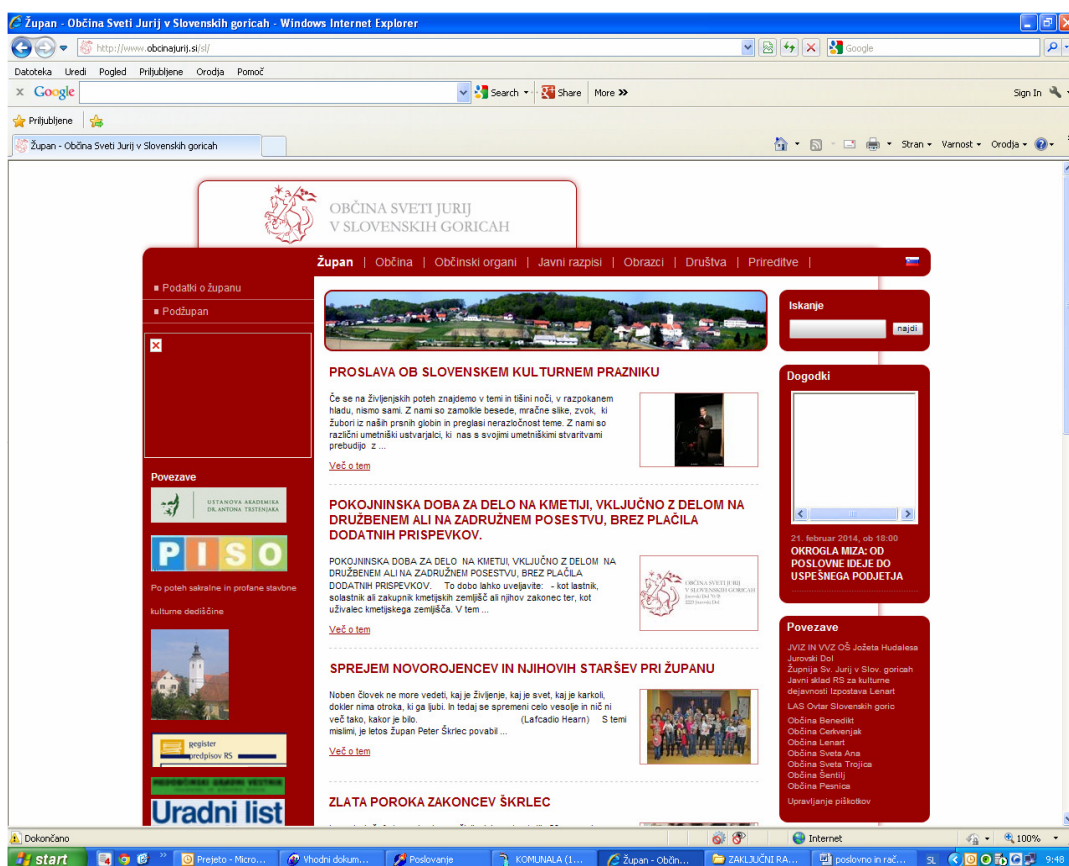 Župan - Občina Sveti Jurij v Slovenskih goricah - Windows Internet Explorer
http://www.obcinajurij.si/sl/
Google
Datoteka Uredi Pogled Priljubljene Orodja Pomoč
x Google Search Share More » Sign In
Priljubljene
Župan - Občina Sveti Jurij v Slovenskih goricah
Stran Varnost Orodja
OBČINA SVETI JURIJ
V SLOVENSKIH GORICAH
Župan | Občina | Občinski organi | Javni razpisi | Obrazci | Društva | Prireditve |
Podatki o županu
Podžupan
Povezave
USTANOVA AKADEMIKA
DR. ANTONA TRSTENJAKA
PISO
Po poteh sakralne in profane stavbne
kulturne dediščine
register
predpisov RS
MEDOBČINSKI URADNI VESTNIK
Uradni list
PROSLAVA OB SLOVENSKEM KULTURNEM PRAZNIKU
Če se na življenjskih poteh znajdemo v temi in tišini noči, v razpokanem
hladu, nismo sami. Z nami so zamolkle besede, mračne slike, zvok, ki
žubori iz naših prsnih globin in preglasi nerazločnost teme. Z nami so
različni umetniški ustvarjalci, ki nas s svojimi umetniškimi stvaritvami
prebudijo z ...
Več o tem
POKOJNINSKA DOBA ZA DELO NA KMETIJI, VKLJUČNO Z DELOM NA
DRUŽBENEM ALI NA ZADRUŽNEM POSESTVU, BREZ PLAČILA
DODATNIH PRISPEVKOV.
POKOJNINSKA DOBA ZA DELO NA KMETIJI, VKLJUČNO Z DELOM NA
DRUŽBENEM ALI NA ZADRUŽNEM POSESTVU, BREZ PLAČILA
DODATNIH PRISPEVKOV. To dobo lahko uveljavite: - kot lastnik,
solastnik ali zakupnik kmetijskih zemljišč ali njihov zakonec ter, kot
uživalec kmetijskega zemljišča. V tem ...
OBČINA SVETI JURIJ
V SLOVENSKIH GORICAH
Več o tem
SPREJEM NOVOROJENCEV IN NJIHOVIH STARŠEV PRI ŽUPANU
Noben človek ne more vedeti, kaj je življenje, kaj je svet, kaj je karkoli,
dokler nima otroka, ki ga ljubi. In tedaj se spremeni celo vesolje in nič ni
več tako, kakor je bilo. (Lafcadio Hearn) S temi
mislimi, je letos župan Peter Škrlec povabil ...
Več o tem
ZLATA POROKA ZAKONCEV ŠKRLEC
Iskanje
najdi
Dogodki
21. februar 2014, ob 18:00
OKROGLA MIZA: OD
POSLOVNE IDEJE DO
USPEŠNEGA PODJETJA
Povezave
JVIZ IN VVZ OŠ Jožeta Hudalesa
Jurovski Dol
Župnija Sv. Jurij v Slov. goricah
Javni sklad RS za kulturne
dejavnosti Izpostava Lenart
LAS Ovtar Slovenskih goric
Občina Benedikt
Občina Cerkvenjak
Občina Lenart
Občina Sveta Ana
Občina Sveta Trojica
Občina Šentilj
Občina Pesnica
Upravljanje piškotkov
Dokončano Internet 100%
start Prejeto - Micro... Vhodni dokum... Poslovanje KOMUNALA (1... Župan - Občin... ZAKLJUČNI RA... poslovno in rač... SL 9:48